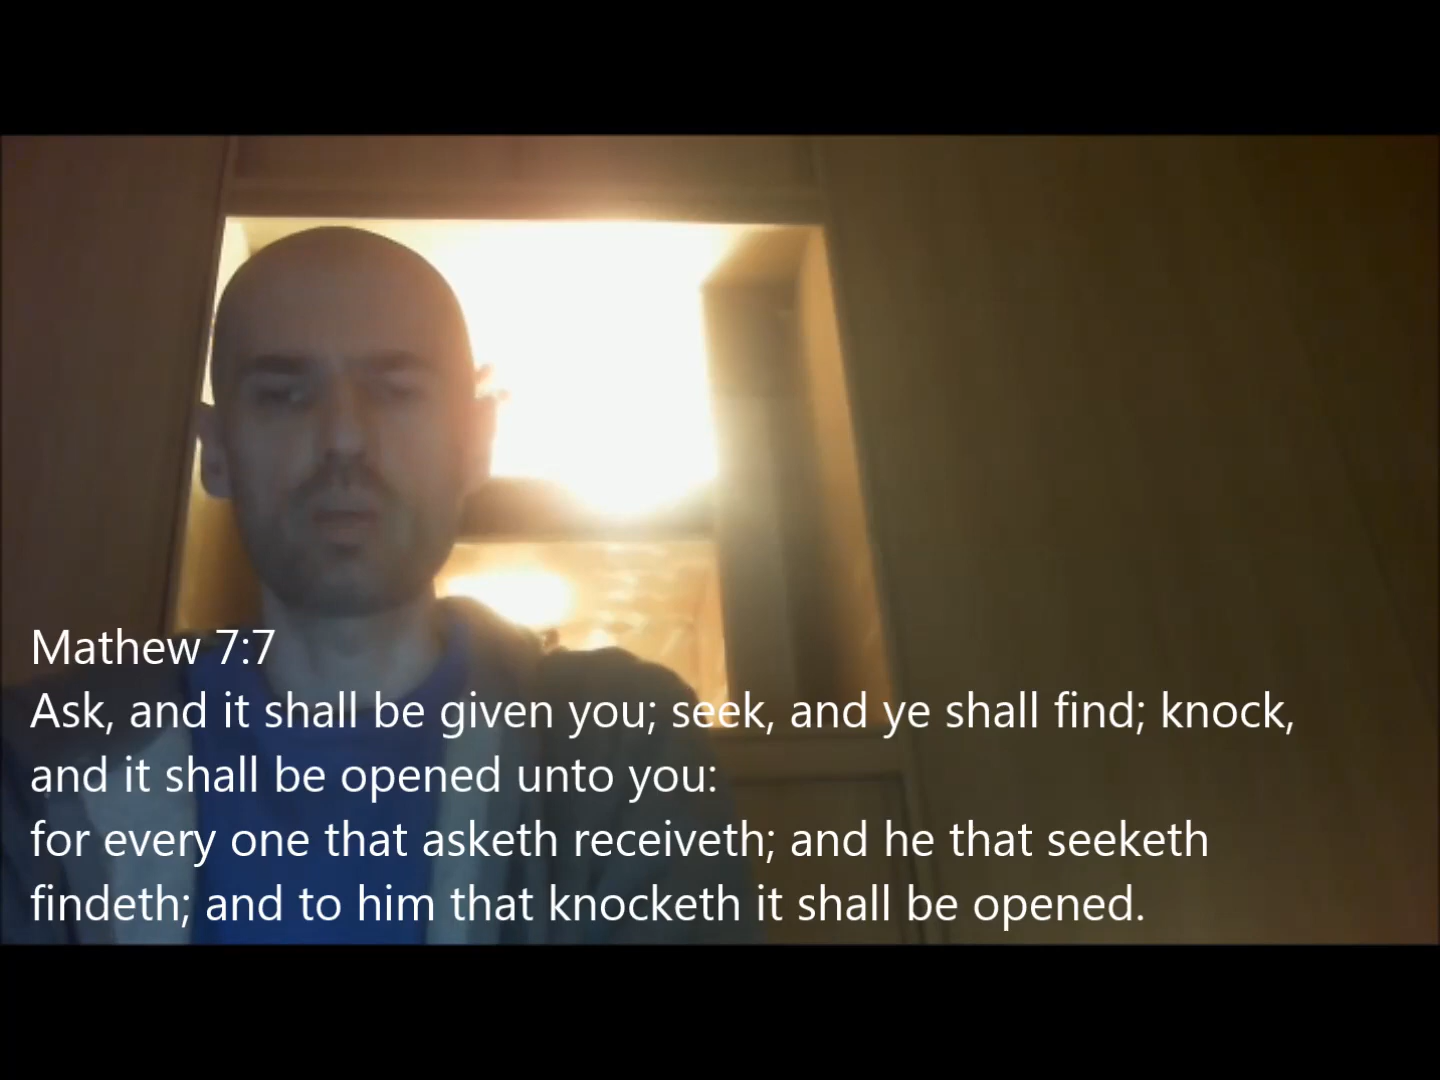 Mathew 7:7
Ask, and it shall be given you; seek, and ye shall find; knock,
and it shall be opened unto you:
for every one that asketh receiveth; and he that seeketh
findeth; and to him that knocketh it shall be opened.